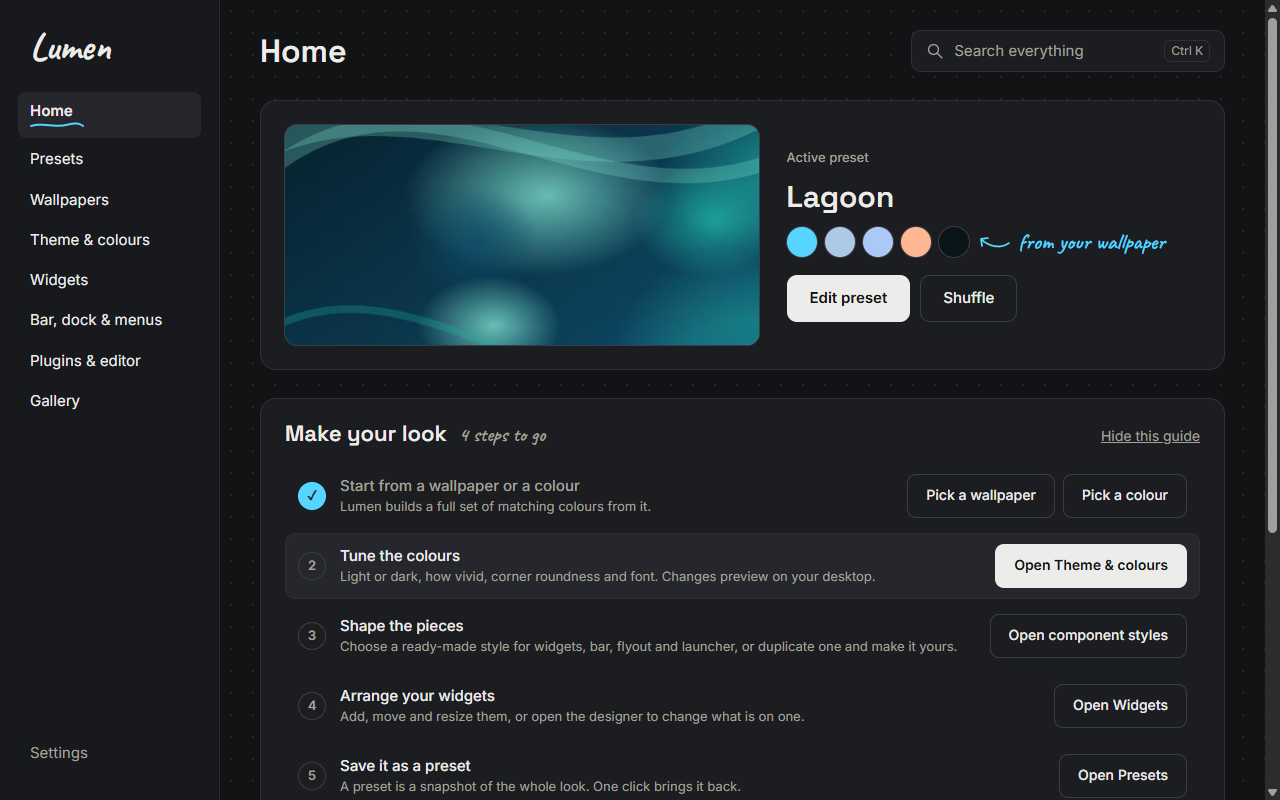 Lumen
Home
Presets
Wallpapers
Theme & colours
Widgets
Bar, dock & menus
Plugins & editor
Gallery
Settings
Home
Search everything
Ctrl K
Active preset
Lagoon
from your wallpaper
Edit preset
Shuffle
Make your look
4 steps to go
Hide this guide
✓
Start from a wallpaper or a colour
Lumen builds a full set of matching colours from it.
Pick a wallpaper
Pick a colour
2
Tune the colours
Light or dark, how vivid, corner roundness and font. Changes preview on your desktop.
Open Theme & colours
3
Shape the pieces
Choose a ready-made style for widgets, bar, flyout and launcher, or duplicate one and make it yours.
Open component styles
4
Arrange your widgets
Add, move and resize them, or open the designer to change what is on one.
Open Widgets
5
Save it as a preset
A preset is a snapshot of the whole look. One click brings it back.
Open Presets